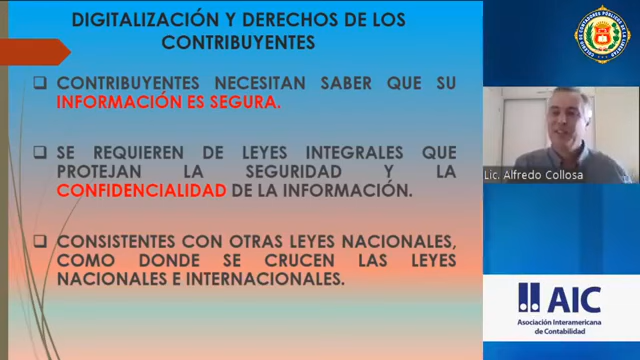 DIGITALIZACIÓN Y DERECHOS DE LOS
CONTRIBUYENTES
❑ CONTRIBUYENTES NECESITAN SABER QUE SU
INFORMACIÓN ES SEGURA.
❑ SE REQUIEREN DE LEYES INTEGRALES QUE
PROTEJAN LA SEGURIDAD Y LA
CONFIDENCIALIDAD DE LA INFORMACIÓN.
❑ CONSISTENTES CON OTRAS LEYES NACIONALES,
COMO DONDE SE CRUCEN LAS LEYES
NACIONALES E INTERNACIONALES.
Lic. Alfredo Collosa
AIC
Asociación Interamericana
de Contabilidad